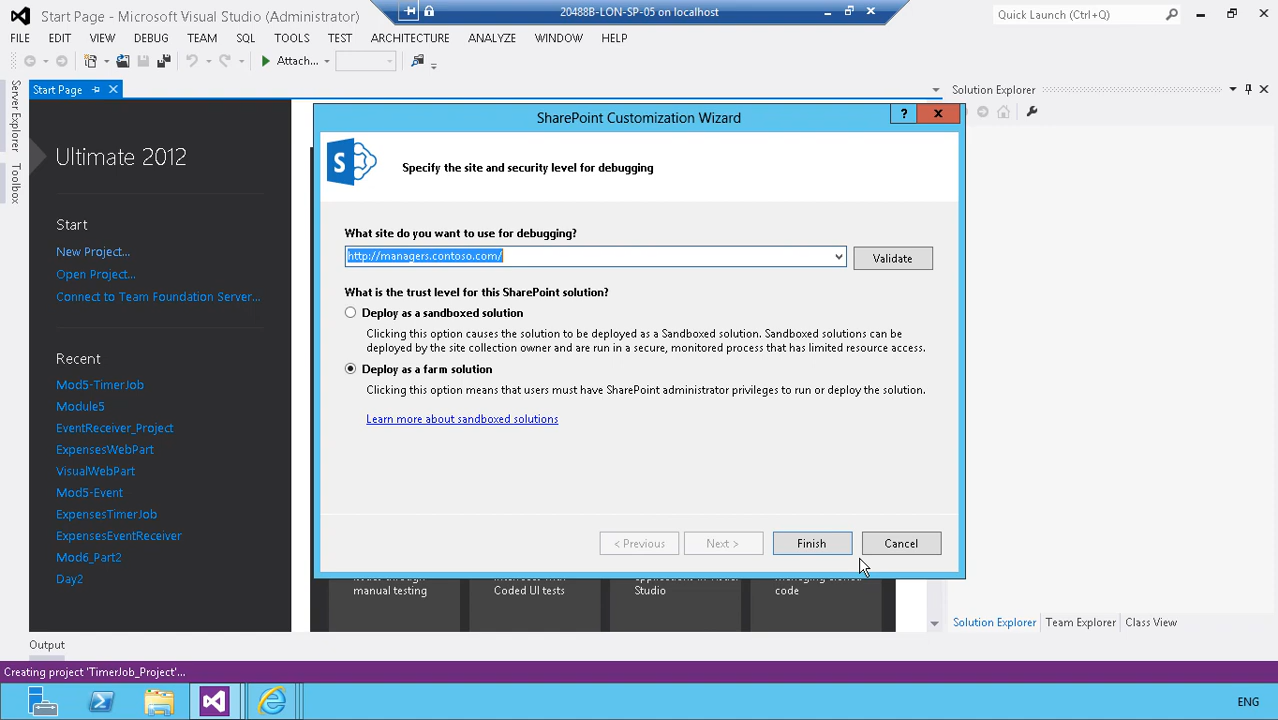 Start Page - Microsoft Visual Studio (Administrator)
20488B-LON-SP-05 on localhost
Quick Launch (Ctrl+Q)
FILE EDIT VIEW DEBUG TEAM SQL TOOLS TEST ARCHITECTURE ANALYZE WINDOW HELP
Attach...
Server Explorer
Toolbox
Start Page
Solution Explorer
Ultimate 2012
Start
New Project...
Open Project...
Connect to Team Foundation Server...
Recent
Mod5-TimerJob
Module5
EventReceiver_Project
ExpensesWebPart
VisualWebPart
Mod5-Event
ExpensesTimerJob
ExpensesEventReceiver
Mod6_Part2
Day2
SharePoint Customization Wizard
?
S
Specify the site and security level for debugging
What site do you want to use for debugging?
http://managers.contoso.com/
Validate
What is the trust level for this SharePoint solution?
Deploy as a sandboxed solution
Clicking this option causes the solution to be deployed as a Sandboxed solution. Sandboxed solutions can be
deployed by the site collection owner and are run in a secure, monitored process that has limited resource access.
Deploy as a farm solution
Clicking this option means that users must have SharePoint administrator privileges to run or deploy the solution.
Learn more about sandboxed solutions
< Previous
Next >
Finish
Cancel
manual testing
Coded UI tests
Studio
code
Solution Explorer Team Explorer Class View
Output
Creating project 'TimerJob_Project'...
ENG